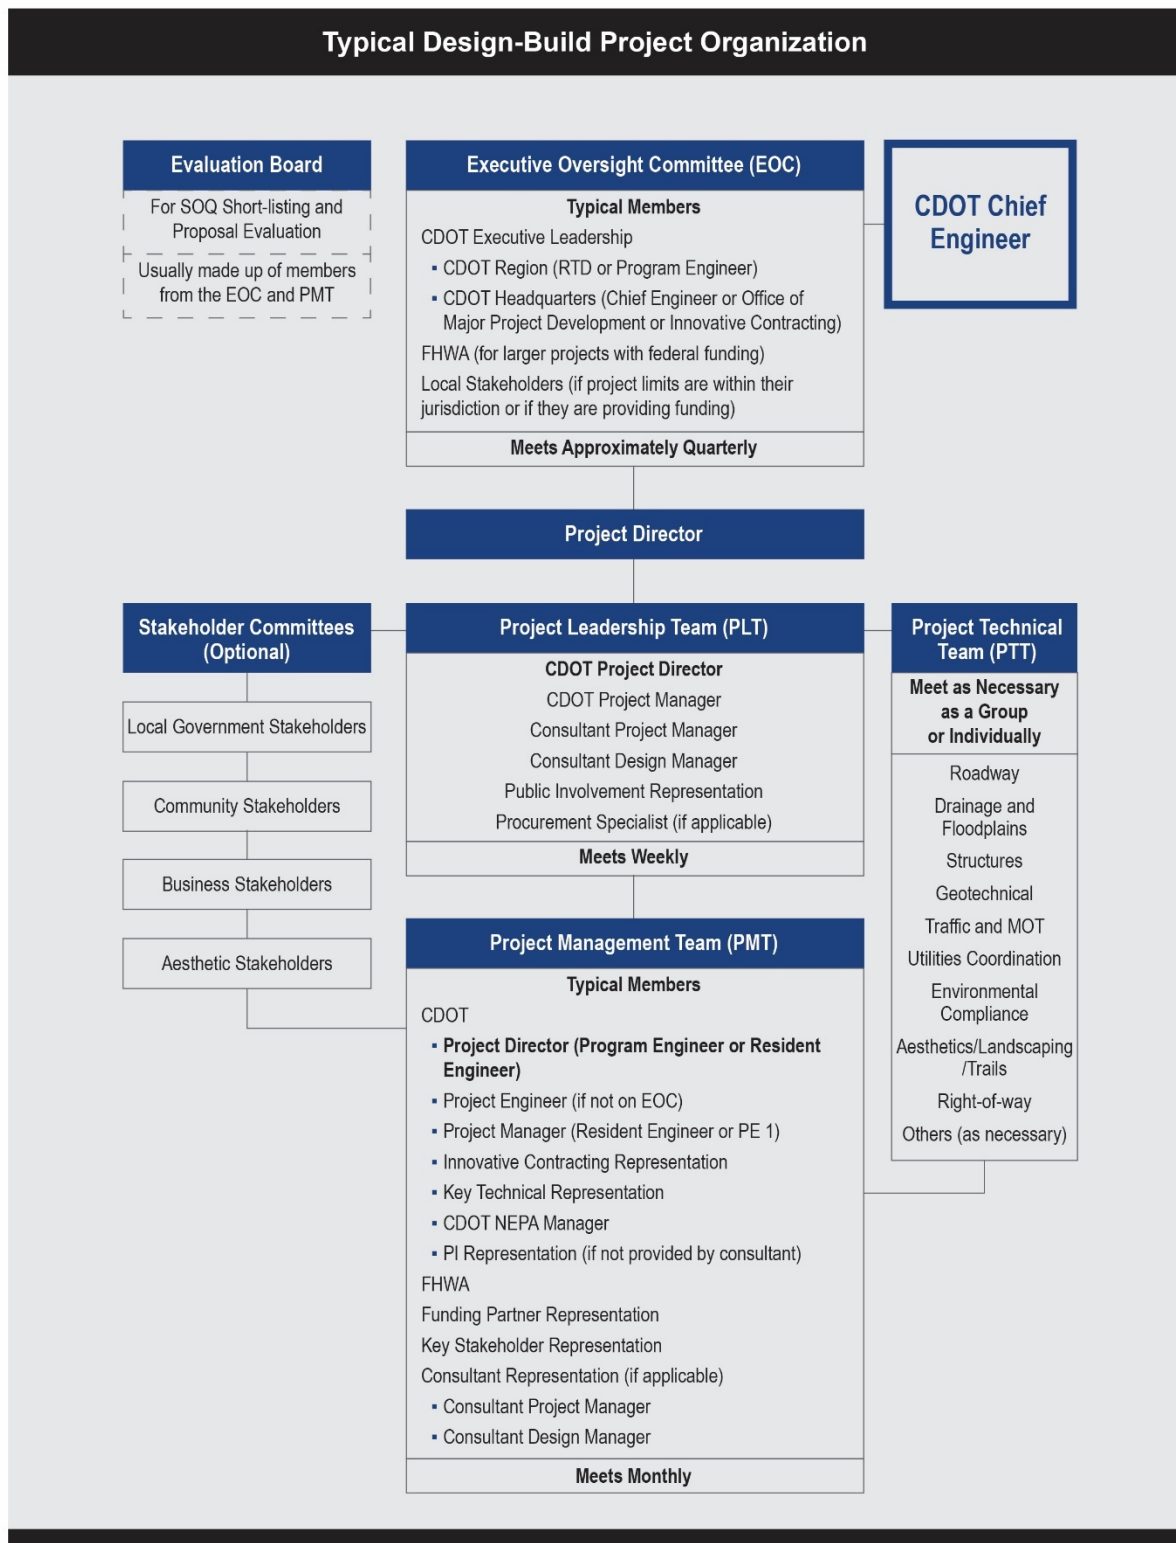 Typical Design-Build Project Organization
Evaluation Board
For SOQ Short-listing and
Proposal Evaluation
Usually made up of members
from the EOC and PMT
Executive Oversight Committee (EOC)
Typical Members
CDOT Executive Leadership
▪ CDOT Region (RTD or Program Engineer)
▪ CDOT Headquarters (Chief Engineer or Office of
Major Project Development or Innovative Contracting)
FHWA (for larger projects with federal funding)
Local Stakeholders (if project limits are within their
jurisdiction or if they are providing funding)
Meets Approximately Quarterly
CDOT Chief
Engineer
Project Director
Stakeholder Committees
(Optional)
Local Government Stakeholders
Community Stakeholders
Business Stakeholders
Aesthetic Stakeholders
Project Leadership Team (PLT)
CDOT Project Director
CDOT Project Manager
Consultant Project Manager
Consultant Design Manager
Public Involvement Representation
Procurement Specialist (if applicable)
Meets Weekly
Project Technical
Team (PTT)
Meet as Necessary
as a Group
or Individually
Roadway
Drainage and
Floodplains
Structures
Geotechnical
Traffic and MOT
Utilities Coordination
Environmental
Compliance
Aesthetics/Landscaping
/Trails
Right-of-way
Others (as necessary)
Project Management Team (PMT)
Typical Members
CDOT
▪ Project Director (Program Engineer or Resident
Engineer)
▪ Project Engineer (if not on EOC)
▪ Project Manager (Resident Engineer or PE 1)
▪ Innovative Contracting Representation
▪ Key Technical Representation
▪ CDOT NEPA Manager
▪ PI Representation (if not provided by consultant)
FHWA
Funding Partner Representation
Key Stakeholder Representation
Consultant Representation (if applicable)
▪ Consultant Project Manager
▪ Consultant Design Manager
Meets Monthly